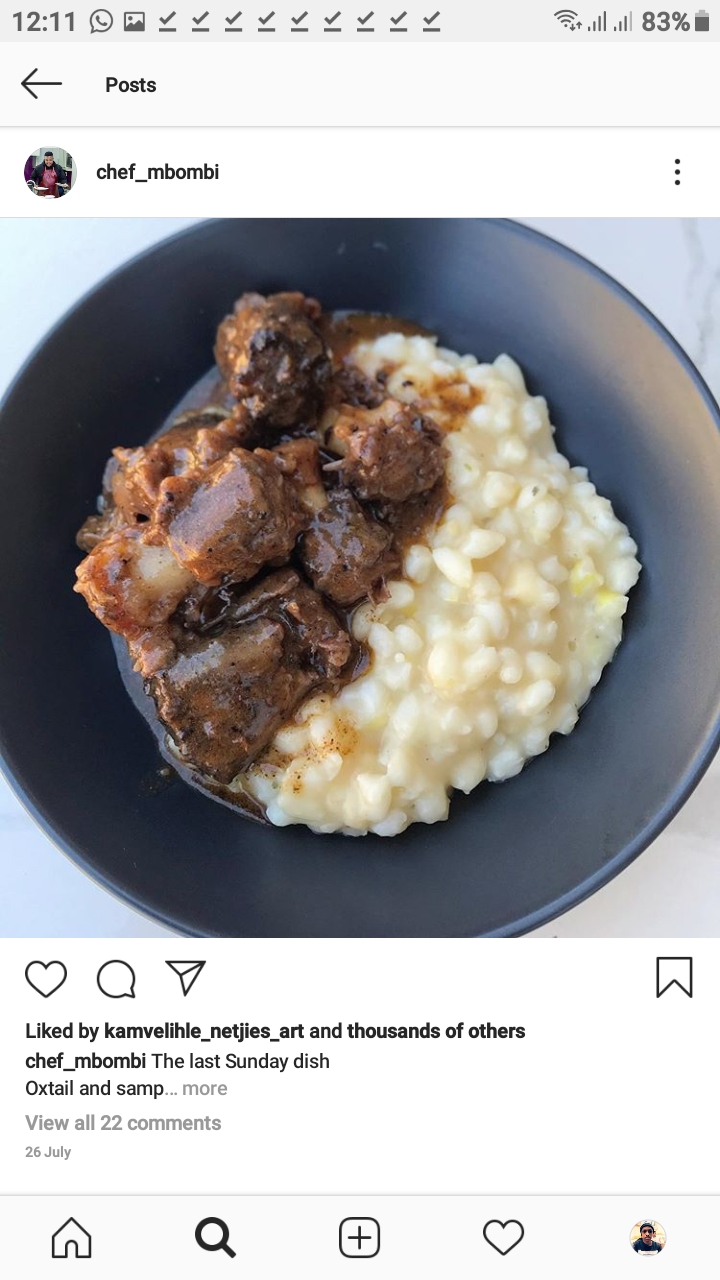 12:11 83%
Posts
chef_mbombi
Liked by kamvelihle_netjies_art and thousands of others
chef_mbombi The last Sunday dish
Oxtail and samp... more
View all 22 comments
26 July